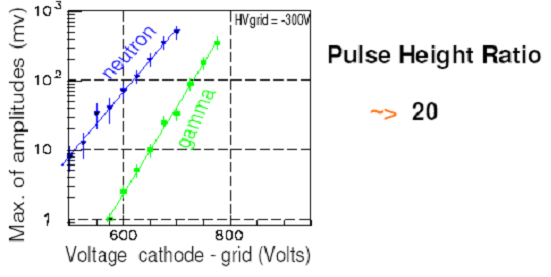 Max. of amplitudes (mv)
10³
10²
10
1
HVgrid = -300V
neutron
gamma
600
800
Voltage cathode - grid (Volts)
Pulse Height Ratio
~> 20